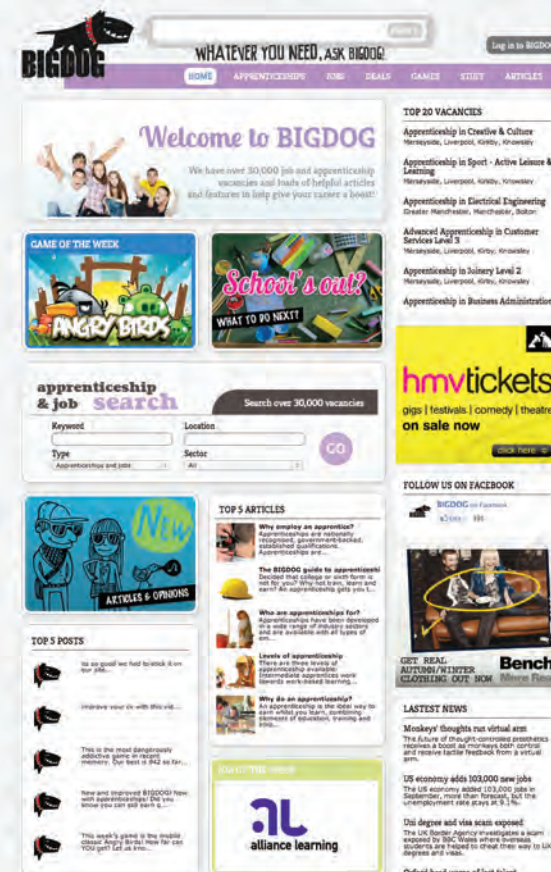 BIGDOG
WHATEVER YOU NEED, ASK BIGDOG!
Log in to BIGDO
HOME APPRENTICESHIPS JOBS DEALS GAMES STUFF ARTICLES
Welcome to BIGDOG
We have over 30,000 job and apprenticeship
vacancies and loads of helpful articles
and features to help give your career a boost!
GAME OF THE WEEK
ANGRY BIRDS
School's out?
WHAT TO DO NEXT?
apprenticeship
& job search
Search over 30,000 vacancies
Keyword Location
Type Sector
Apprenticeships and jobs All
GO
New
ARTICLES & OPINIONS
TOP 5 POSTS
Its so good we had to stick it on
our site...
Improve your cv with this vid...
This is the most dangerously
addictive game in recent
memory. Our best is 942 so far...
New and improved BIGDOG! New
with apprenticeships! Did you
know you can still earn q...
This week's game is the mobile
classic Angry Birds! How far can
YOU get? Let us kno...
TOP 5 ARTICLES
Why employ an apprentice?
Apprenticeships are nationally
recognised, government-backed,
established qualifications.
Apprenticeships are...
The BIGDOG guide to apprenticeshi
Decided that college or sixth form is
not for you? Why not train, learn and
earn? An apprenticeship gets you t...
Who are apprenticeships for?
Apprenticeships have been developed
in a wide range of industry sectors
and are available with all types of
em...
Levels of apprenticeship
There are three levels of
apprenticeship available:
Intermediate apprentices work
towards work-based learning...
Why do an apprenticeship?
An apprenticeship is the ideal way to
earn whilst you learn, combining
elements of education, training and
alliance learning
TOP 20 VACANCIES
Apprenticeship in Creative & Culture
Merseyside, Liverpool, Kirkby, Knowsley
Apprenticeship in Sport - Active Leisure &
Learning
Merseyside, Liverpool, Kirkby, Knowsley
Apprenticeship in Electrical Engineering
Greater Manchester, Manchester, Bolton
Advanced Apprenticeship in Customer
Services Level 3
Merseyside, Liverpool, Kirkby, Knowsley
Apprenticeship in Joinery Level 2
Merseyside, Liverpool, Kirkby, Knowsley
Apprenticeship in Business Administration
hmvtickets
gigs | festivals | comedy | theatre
on sale now
click here
FOLLOW US ON FACEBOOK
BIGDOG on Facebook
GET REAL
AUTUMN/WINTER
CLOTHING OUT NOW
Bench
More Rea
LASTEST NEWS
Monkeys' thoughts run virtual arm
The future of thought-controlled prosthetics
receives a boost as monkeys both control
and receive tactile feedback from a virtual
arm.
US economy adds 103,000 new jobs
The US economy added 103,000 jobs in
September, more than forecast, but the
unemployment rate stays at 9.1%.
Uni degree and visa scam exposed
The UK Border Agency investigates a scam
exposed by BBC Wales where overseas
students are helped to cheat their way to UK
degrees and visas.